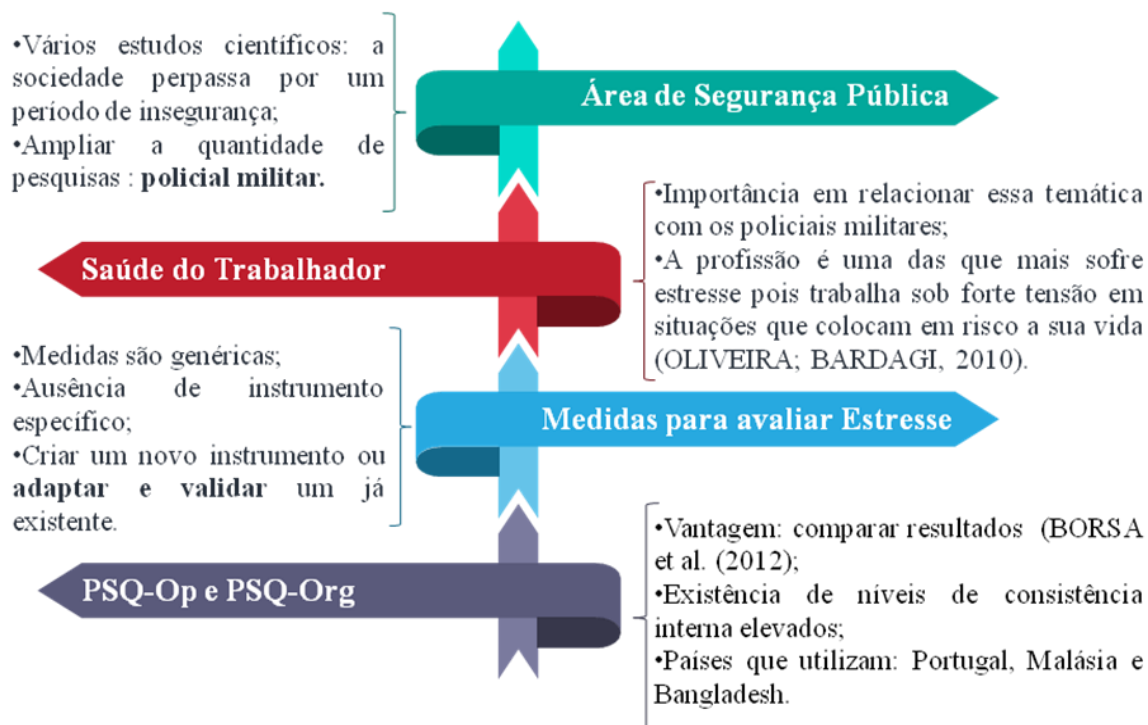 •Vários estudos científicos: a
sociedade perpassa por um
período de insegurança;
•Ampliar a quantidade de
pesquisas : policial militar.
Área de Segurança Pública
Saúde do Trabalhador
•Importância em relacionar essa temática
com os policiais militares;
•A profissão é uma das que mais sofre
estresse pois trabalha sob forte tensão em
situações que colocam em risco a sua vida
(OLIVEIRA; BARDAGI, 2010).
•Medidas são genéricas;
•Ausência de instrumento
específico;
•Criar um novo instrumento ou
adaptar e validar um já
existente.
Medidas para avaliar Estresse
PSQ-Op e PSQ-Org
•Vantagem: comparar resultados (BORSA
et al. (2012);
•Existência de níveis de consistência
interna elevados;
•Países que utilizam: Portugal, Malásia e
Bangladesh.